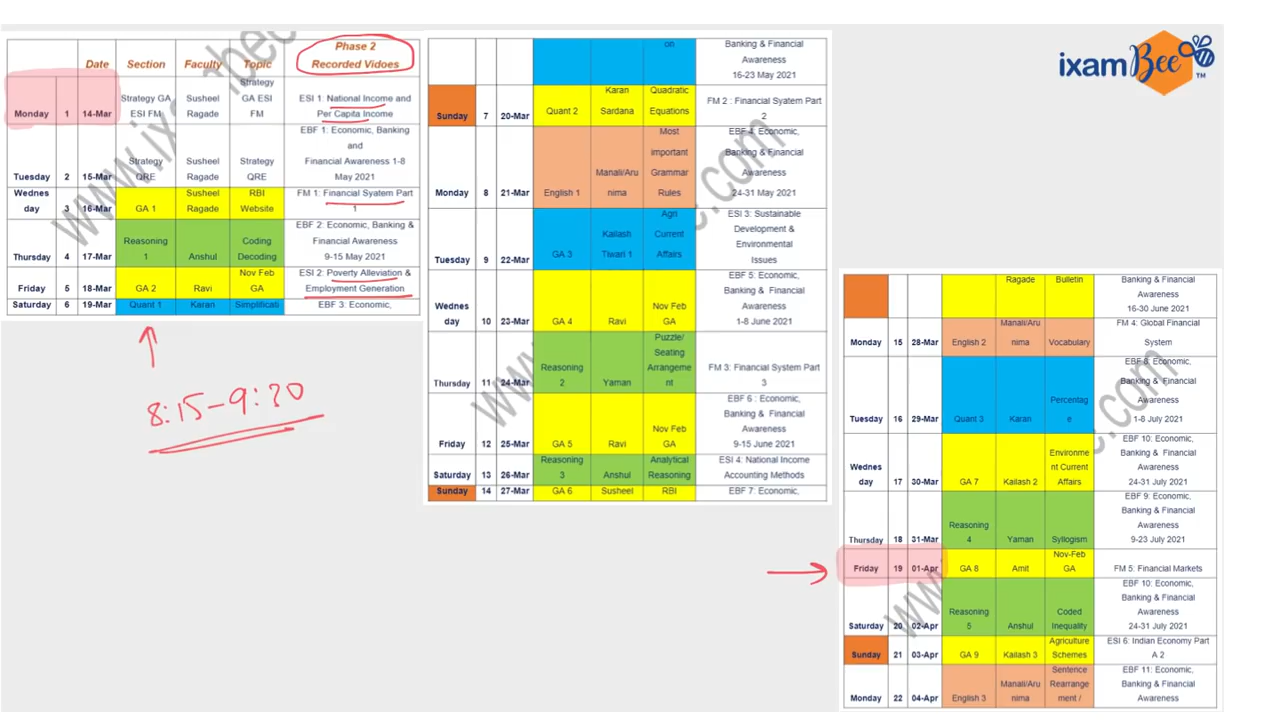 Phase 2
Date Section Faculty Topic Recorded Vidoes
Strategy
Strategy GA Susheel GA ESI ESI 1: National Income and
Monday 1 14-Mar ESI FM Ragade FM Per Capita Income
EBF 1: Economic, Banking
and
Strategy Susheel Strategy Financial Awareness 1-8
Tuesday 2 15-Mar QRE Ragade QRE May 2021
Wednes Susheel RBI FM 1: Financial Syatem Part
day 3 16-Mar GA 1 Ragade Website 1
EBF 2: Economic, Banking &
Reasoning Coding Financial Awareness
Thursday 4 17-Mar 1 Anshul Decoding 9-15 May 2021
Nov Feb ESI 2: Poverty Alleviation &
Friday 5 18-Mar GA 2 Ravi GA Employment Generation
Saturday 6 19-Mar Quant 1 Karan Simplificati EBF 3: Economic,
8:15-9:30
on Banking & Financial
Awareness
16-23 May 2021
Karan Quadratic FM 2 : Financial Syatem Part
Sunday 7 20-Mar Quant 2 Sardana Equations 2
Most EBF 4: Economic,
important Banking & Financial
Manali/Aru Grammar Awareness
Monday 8 21-Mar English 1 nima Rules 24-31 May 2021
Agri ESI 3: Sustainable
Kailash Current Development &
Tuesday 9 22-Mar GA 3 Tiwari 1 Affairs Environmental
Issues
EBF 5: Economic,
Banking & Financial
Wednes Nov Feb Awareness
day 10 23-Mar GA 4 Ravi GA 1-8 June 2021
Puzzle/
Seating
Reasoning Arrangeme FM 3: Financial System Part
Thursday 11 24-Mar 2 Yaman nt 3
EBF 6 : Economic,
Banking & Financial
Nov Feb Awareness
Friday 12 25-Mar GA 5 Ravi GA 9-15 June 2021
Reasoning Analytical ESI 4: National Income
Saturday 13 26-Mar 3 Anshul Reasoning Accounting Methods
Sunday 14 27-Mar GA 6 Susheel RBI EBF 7: Economic,
ixamBee TM
Ragade Bulletin Banking & Financial
Awareness
16-30 June 2021
Manali/Aru FM 4: Global Financial
Monday 15 28-Mar English 2 nima Vocabulary System
EBF 8: Economic,
Banking & Financial
Percentag Awareness
Tuesday 16 29-Mar Quant 3 Karan e 1-8 July 2021
EBF 10: Economic,
Environme Banking & Financial
Wednes nt Current Awareness
day 17 30-Mar GA 7 Kailash 2 Affairs 24-31 July 2021
EBF 9: Economic,
Banking & Financial
Reasoning Awareness
Thursday 18 31-Mar 4 Yaman Syllogism 9-23 July 2021
Nov-Feb
Friday 19 01-Apr GA 8 Amit GA FM 5: Financial Markets
EBF 10: Economic,
Banking & Financial
Reasoning Coded Awareness
Saturday 20 02-Apr 5 Anshul Inequality 24-31 July 2021
Agriculture ESI 6: Indian Economy Part
Sunday 21 03-Apr GA 9 Kailash 3 Schemes A 2
Sentence EBF 11: Economic,
Manali/Aru Rearrange Banking & Financial
Monday 22 04-Apr English 3 nima ment / Awareness